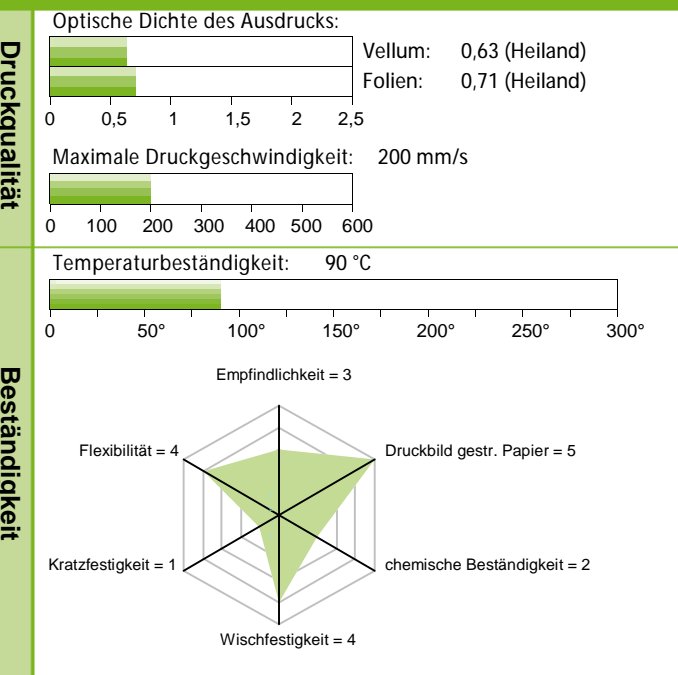 Druckqualität
Optische Dichte des Ausdrucks:
Vellum: 0,63 (Heiland)
Folien: 0,71 (Heiland)
0 0,5 1 1,5 2 2,5
Maximale Druckgeschwindigkeit: 200 mm/s
0 100 200 300 400 500 600
Beständigkeit
Temperaturbeständigkeit: 90 °C
0 50° 100° 150° 200° 250° 300°
Empfindlichkeit = 3
Flexibilität = 4
Druckbild gestr. Papier = 5
Kratzfestigkeit = 1
chemische Beständigkeit = 2
Wischfestigkeit = 4